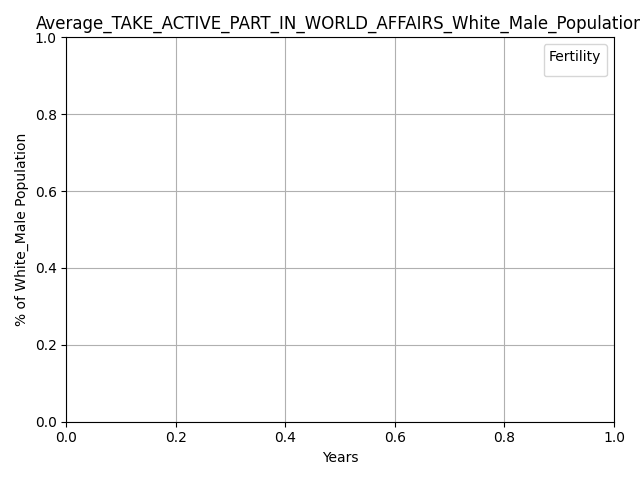 Average_TAKE_ACTIVE_PART_IN_WORLD_AFFAIRS_White_Male_Population
Fertility
% of White_Male Population
1.0
0.8
0.6
0.4
0.2
0.0
0.0 0.2 0.4 0.6 0.8 1.0
Years